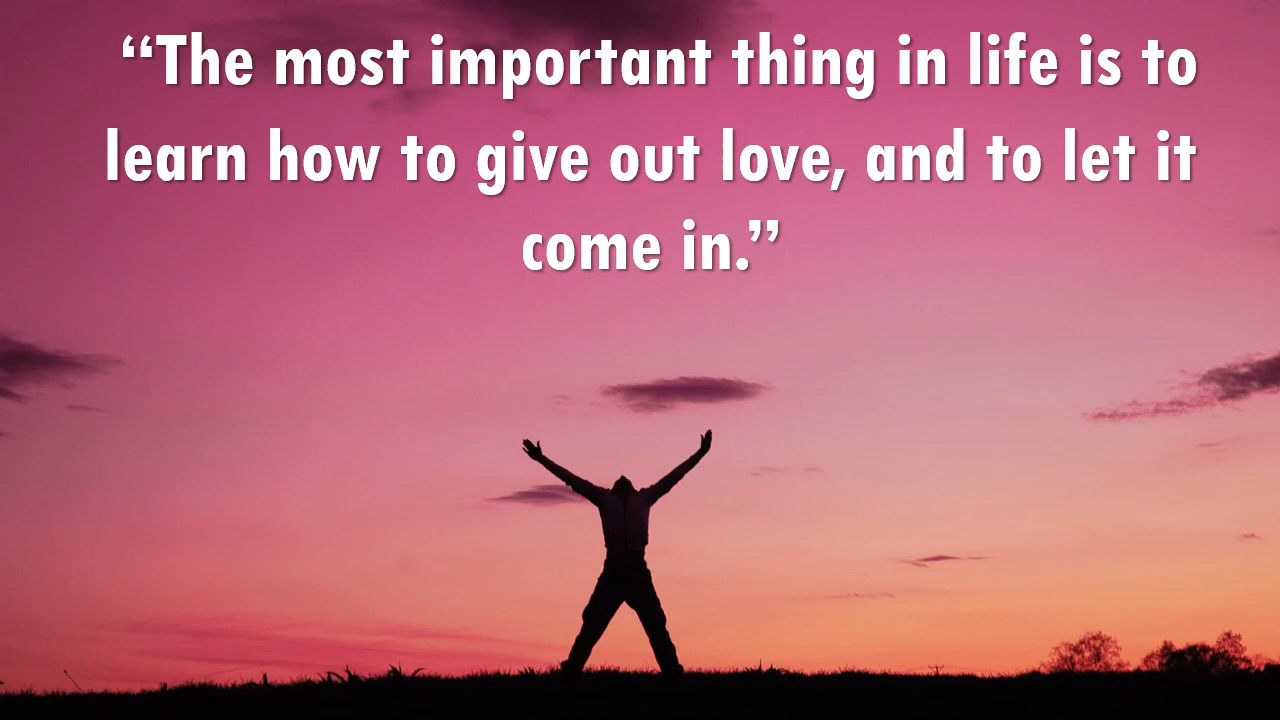 “The most important thing in life is to
learn how to give out love, and to let it
come in.”